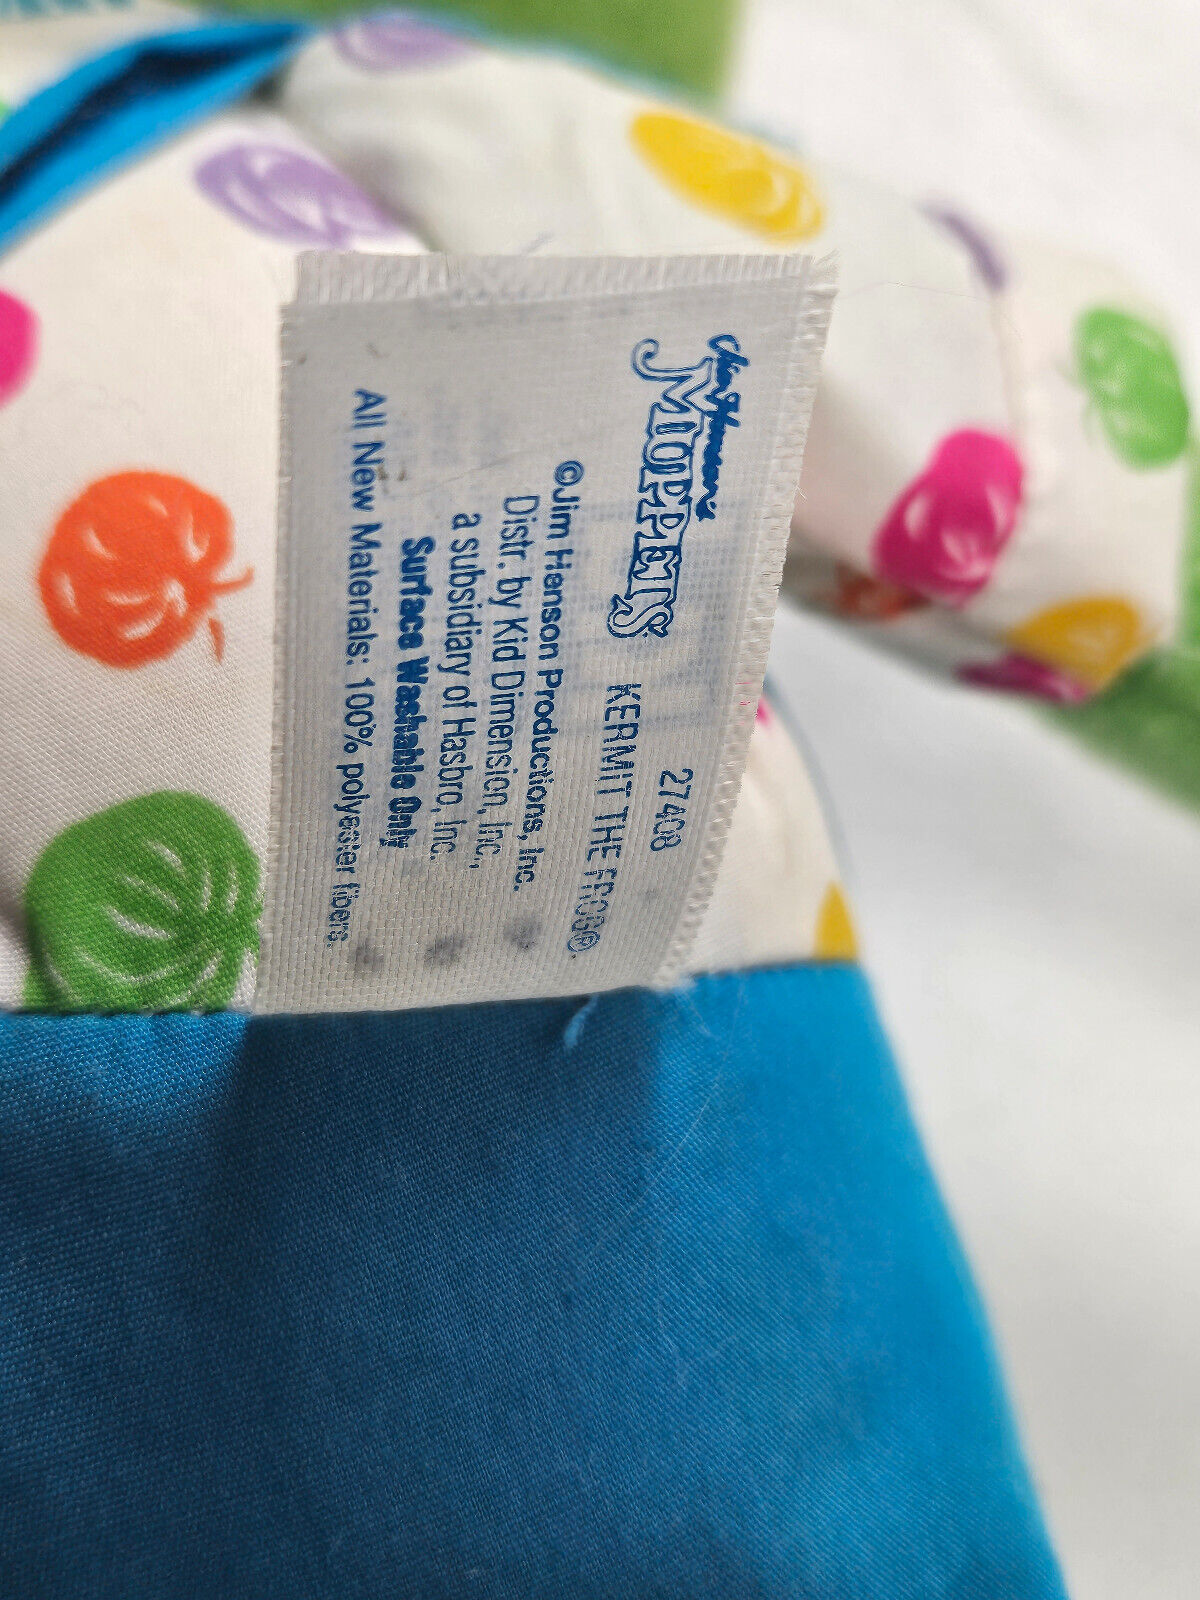 Jim Henson's
MUPPETS
27408
KERMIT THE FROG®.
©Jim Henson Productions, Inc.
Distr. by Kid Dimension, Inc.,
a subsidiary of Hasbro, Inc.
Surface Washable Only
All New Materials: 100% polyester fibers.